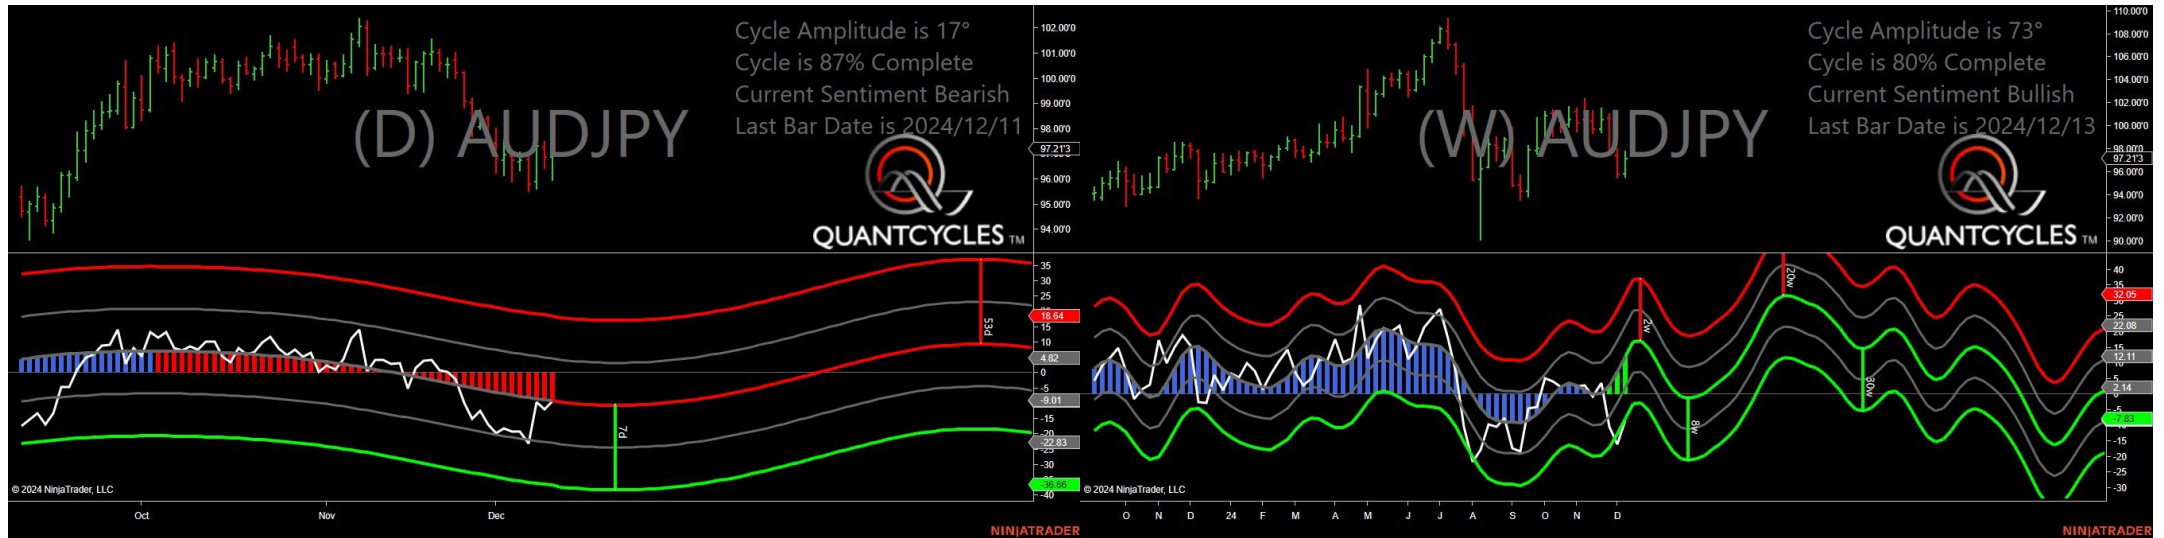 Cycle Amplitude is 17°
Cycle is 87% Complete
Current Sentiment Bearish
Last Bar Date is 2024/12/11
(D) AUDJPY
QUANTCYCLES TM
102.00'0
101.00'0
100.00'0
99.00'0
98.00'0
97.21'3
96.00'0
95.00'0
94.00'0
35
30
25
18.64
15
10
4.82
0
-5
-9.01
-15
-22.83
-25
-30
-36.66
-40
53d
7d
© 2024 NinjaTrader, LLC
Oct Nov Dec
NINJATRADER
Cycle Amplitude is 73°
Cycle is 80% Complete
Current Sentiment Bullish
Last Bar Date is 2024/12/13
(W) AUDJPY
QUANTCYCLES TM
110.00'0
108.00'0
106.00'0
104.00'0
102.00'0
100.00'0
98.00'0
97.21'3
96.00'0
94.00'0
92.00'0
90.00'0
40
35
32.05
22.08
15
12.11
5
2.14
0
-5
-7.83
-15
-20
-25
-30
20w
2w
30w
8w
© 2024 NinjaTrader, LLC
O N D 24 F M A M J J A S O N D
NINJATRADER